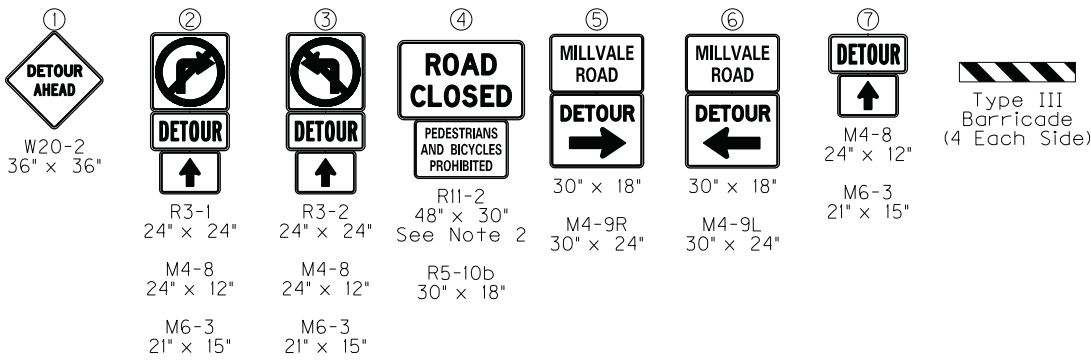 1
DETOUR
AHEAD
W20-2
36" x 36"
2
DETOUR
R3-1
24" x 24"
M4-8
24" x 12"
M6-3
21" x 15"
3
DETOUR
R3-2
24" x 24"
M4-8
24" x 12"
M6-3
21" x 15"
4
ROAD
CLOSED
PEDESTRIANS
AND BICYCLES
PROHIBITED
R11-2
48" x 30"
See Note 2
R5-10b
30" x 18"
5
MILLVALE
ROAD
DETOUR
30" x 18"
M4-9R
30" x 24"
6
MILLVALE
ROAD
DETOUR
30" x 18"
M4-9L
30" x 24"
7
DETOUR
M4-8
24" x 12"
M6-3
21" x 15"
Type III
Barricade
(4 Each Side)